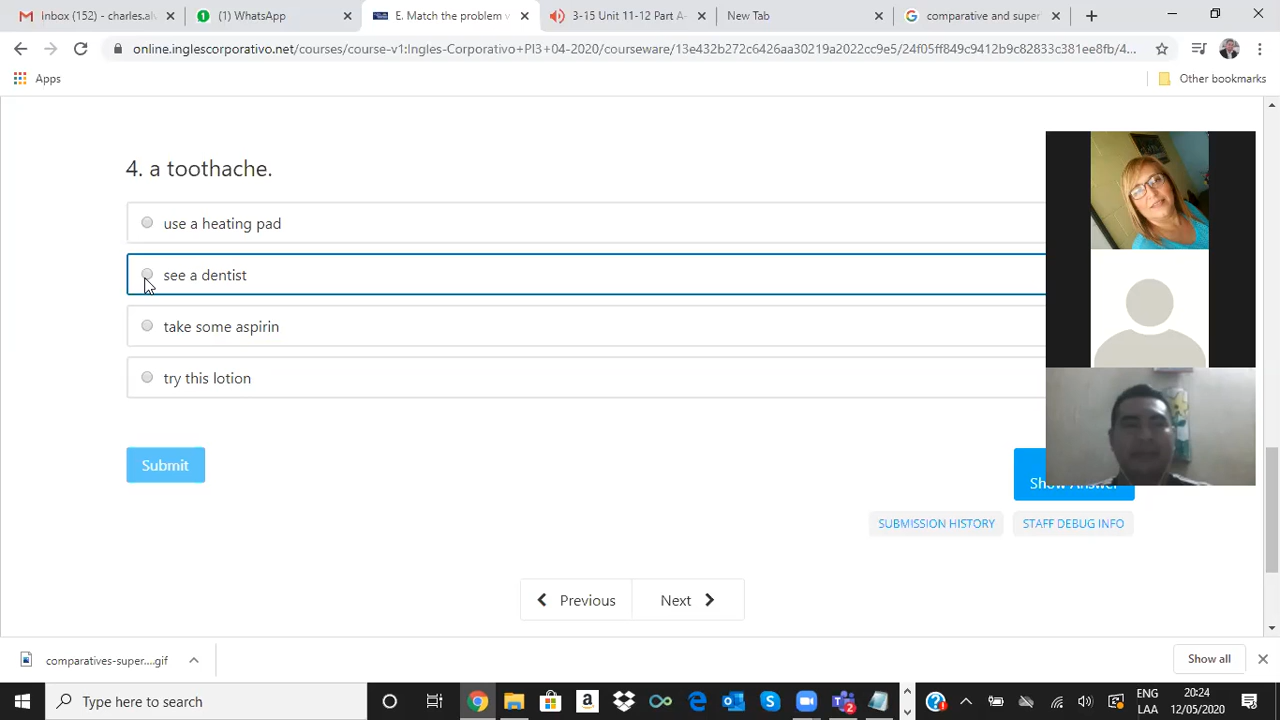 Inbox (152) - charles.al
(1) WhatsApp
E. Match the problem v
3-15 Unit 11-12 Part A-
New Tab
comparative and super
online.inglescorporativo.net/courses/course-v1:Ingles-Corporativo+PI3+04-2020/courseware/13e432b272c6426aa30219a2022cc9e5/24f05ff849c9412b9c82833c381ee8fb/4...
Apps
Other bookmarks
4. a toothache.
use a heating pad
see a dentist
take some aspirin
try this lotion
Submit
Show Answer
SUBMISSION HISTORY
STAFF DEBUG INFO
Previous
Next
comparatives-super....gif
Show all
Type here to search
ENG
20:24
LAA
12/05/2020